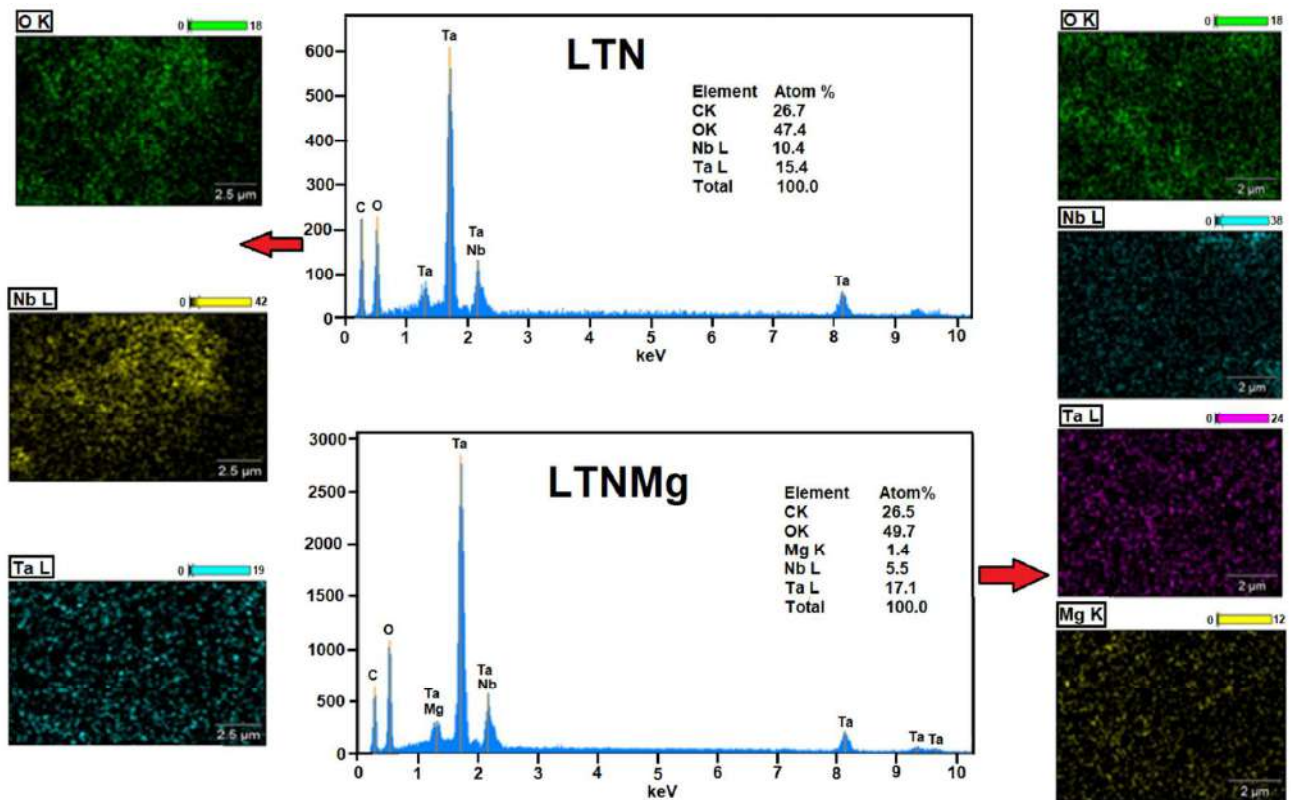 O K
0 18
2.5 µm
Nb L
0 42
2.5 µm
Ta L
0 19
2.5 µm
LTN
Element Atom %
CK 26.7
OK 47.4
Nb L 10.4
Ta L 15.4
Total 100.0
600
500
400
300
200
100
0
C
O
Ta
Ta
Ta
Nb
Ta
0 1 2 3 4 5 6 7 8 9 10
keV
LTNMg
Element Atom%
CK 26.5
OK 49.7
Mg K 1.4
Nb L 5.5
Ta L 17.1
Total 100.0
3000
2500
2000
1500
1000
500
0
C
O
Ta
Mg
Ta
Ta
Nb
Ta
Ta Ta
0 1 2 3 4 5 6 7 8 9 10
keV
O K
0 18
2 µm
Nb L
0 38
2 µm
Ta L
0 24
2 µm
Mg K
0 12
2 µm